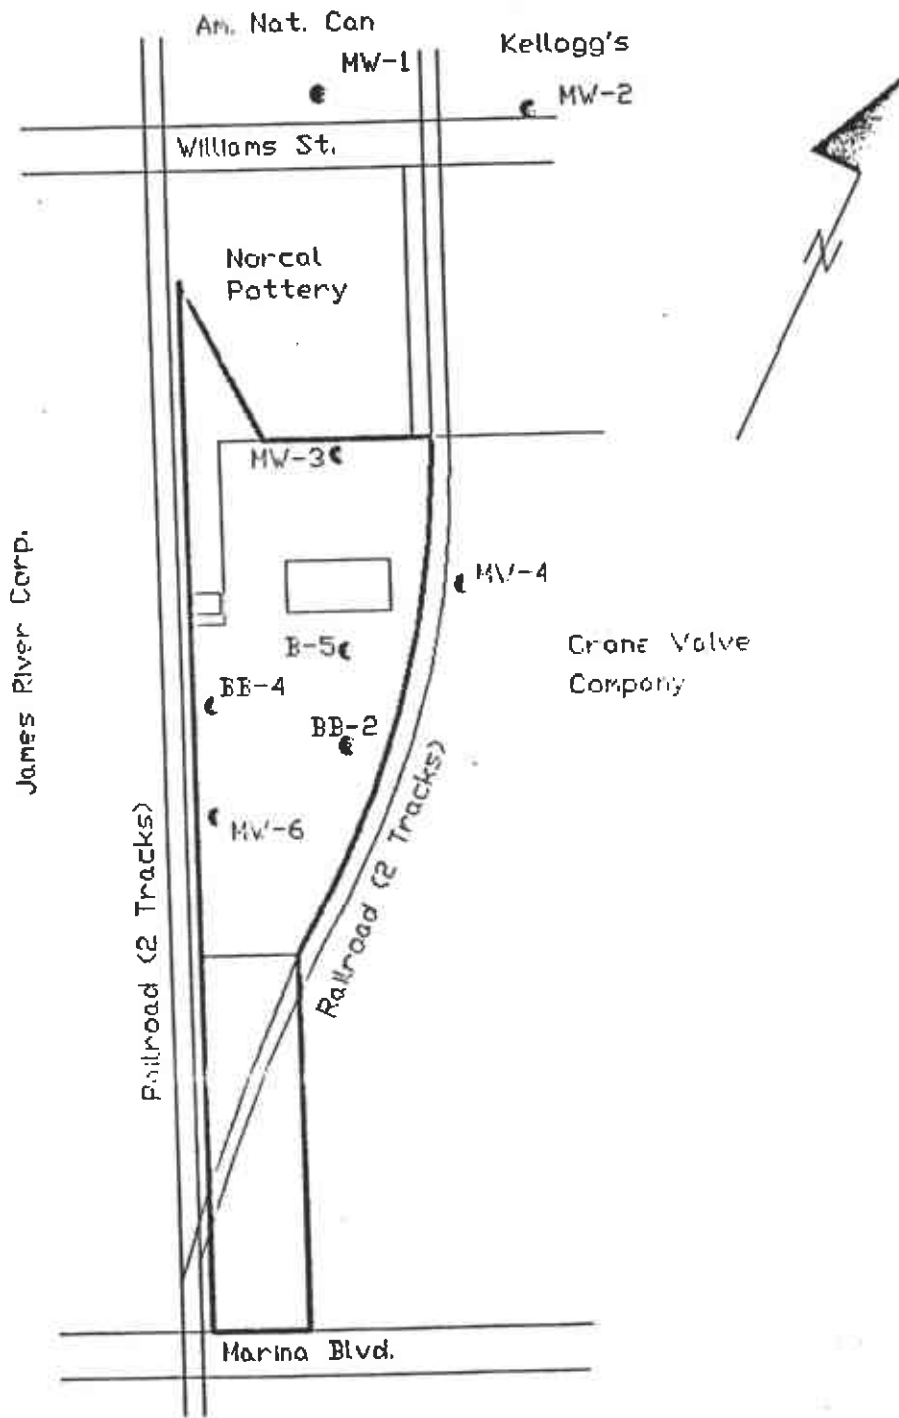 Am. Nat. Can
Kellogg's
MW-1
MW-2
Williams St.
Norcal
Pottery
N
MW-3
MW-4
James River Corp.
B-5
Crane Valve
Company
BB-4
BB-2
MW-6
Railroad (2 Tracks)
Railroad (2 Tracks)
Marina Blvd.